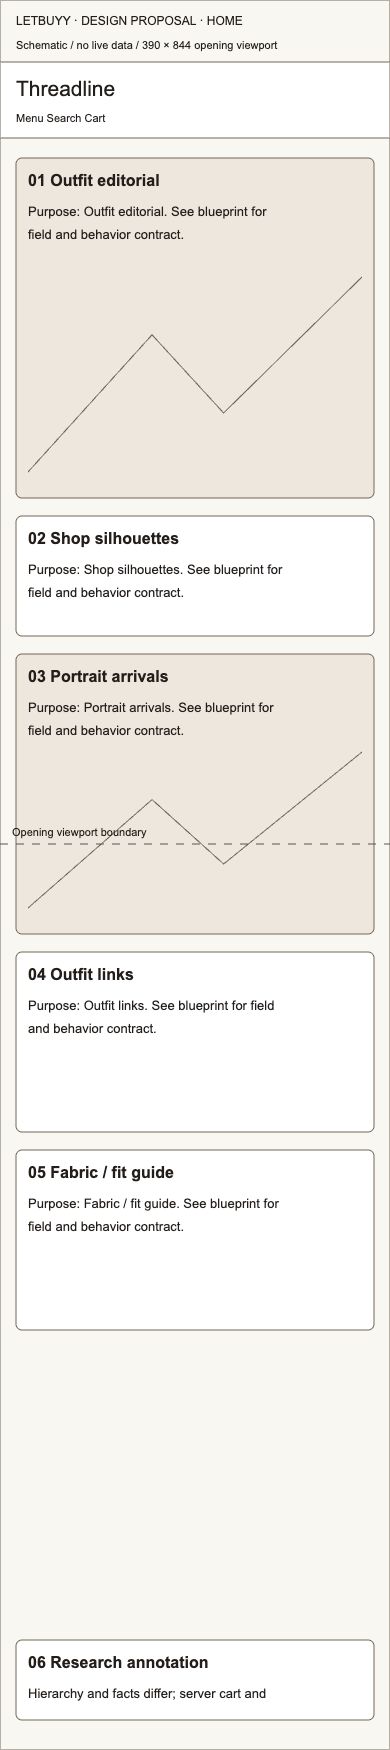 LETBUYY · DESIGN PROPOSAL · HOME
Schematic / no live data / 390 × 844 opening viewport
Threadline
Menu Search Cart
01 Outfit editorial
Purpose: Outfit editorial. See blueprint for
field and behavior contract.
02 Shop silhouettes
Purpose: Shop silhouettes. See blueprint for
field and behavior contract.
03 Portrait arrivals
Purpose: Portrait arrivals. See blueprint for
field and behavior contract.
Opening viewport boundary
04 Outfit links
Purpose: Outfit links. See blueprint for field
and behavior contract.
05 Fabric / fit guide
Purpose: Fabric / fit guide. See blueprint for
field and behavior contract.
06 Research annotation
Hierarchy and facts differ; server cart and